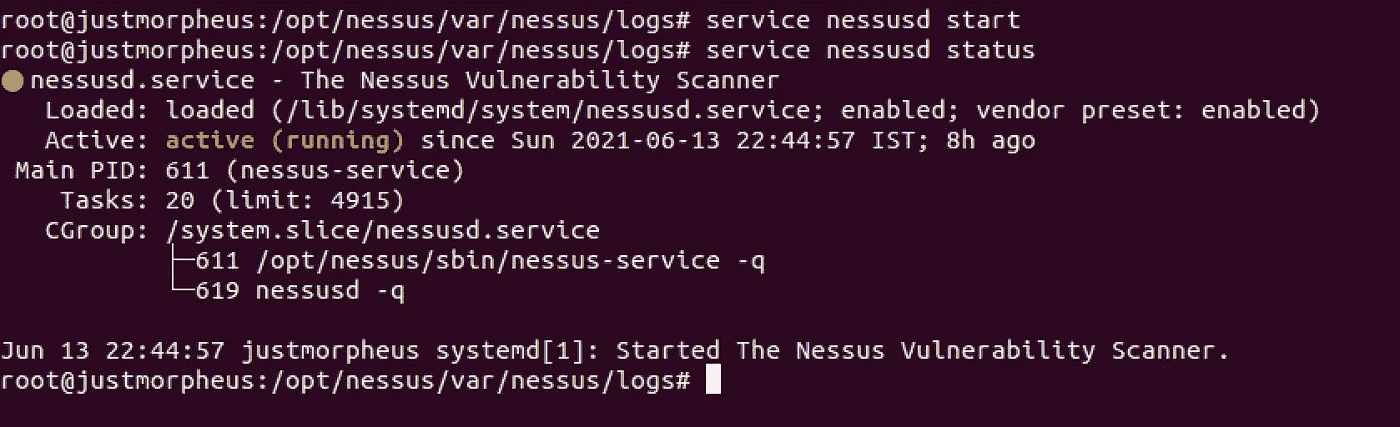 root@justmorpheus:/opt/nessus/var/nessus/logs# service nessusd start
root@justmorpheus:/opt/nessus/var/nessus/logs# service nessusd status
● nessusd.service - The Nessus Vulnerability Scanner
   Loaded: loaded (/lib/systemd/system/nessusd.service; enabled; vendor preset: enabled)
   Active: active (running) since Sun 2021-06-13 22:44:57 IST; 8h ago
 Main PID: 611 (nessus-service)
    Tasks: 20 (limit: 4915)
   CGroup: /system.slice/nessusd.service
           ├─611 /opt/nessus/sbin/nessus-service -q
           └─619 nessusd -q

Jun 13 22:44:57 justmorpheus systemd[1]: Started The Nessus Vulnerability Scanner.
root@justmorpheus:/opt/nessus/var/nessus/logs#